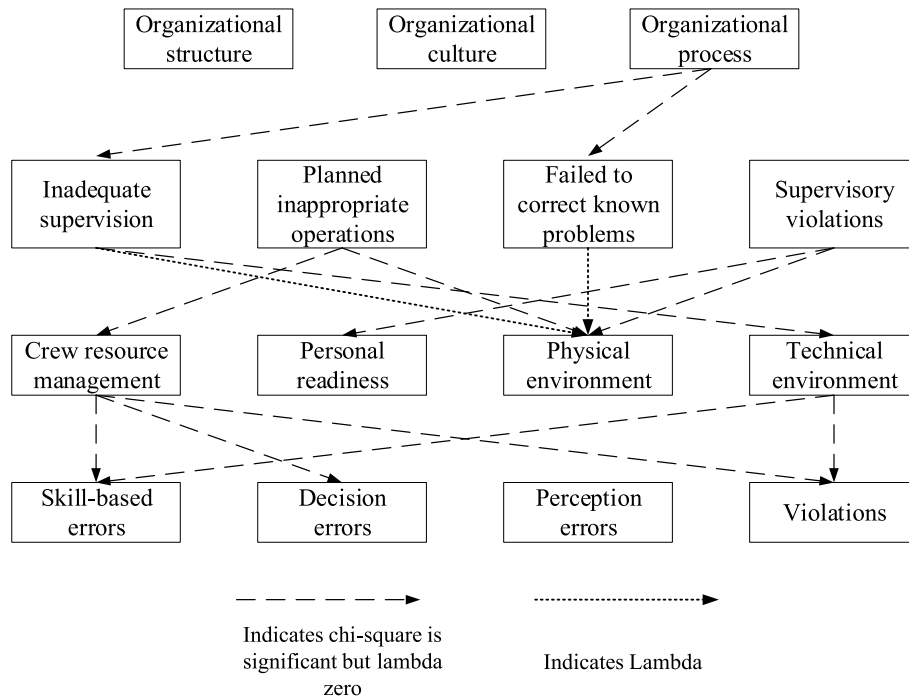 Organizational
structure
Organizational
culture
Organizational
process
Inadequate
supervision
Planned
inappropriate
operations
Failed to
correct known
problems
Supervisory
violations
Crew resource
management
Personal
readiness
Physical
environment
Technical
environment
Skill-based
errors
Decision
errors
Perception
errors
Violations
Indicates chi-square is
significant but lambda
zero
Indicates Lambda